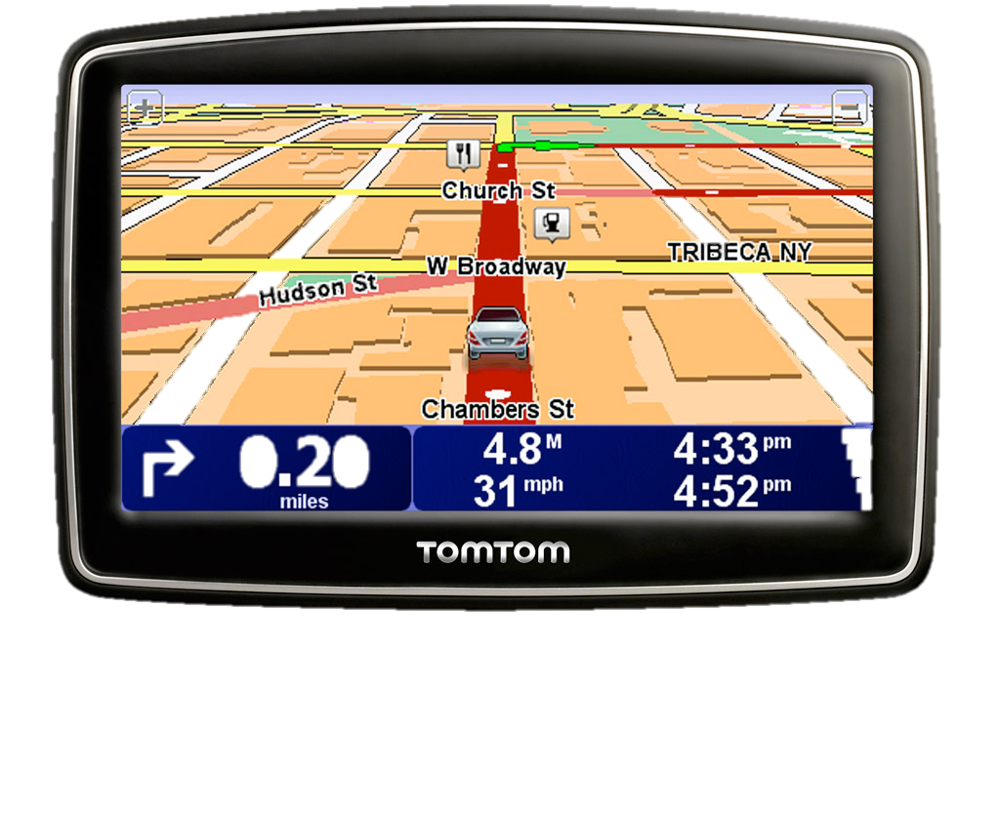 Church St
TRIBECA NY
W Broadway
Hudson St
Chambers St
0.20
miles
4.8 M
31 mph
4:33 pm
4:52 pm
TOMTOM